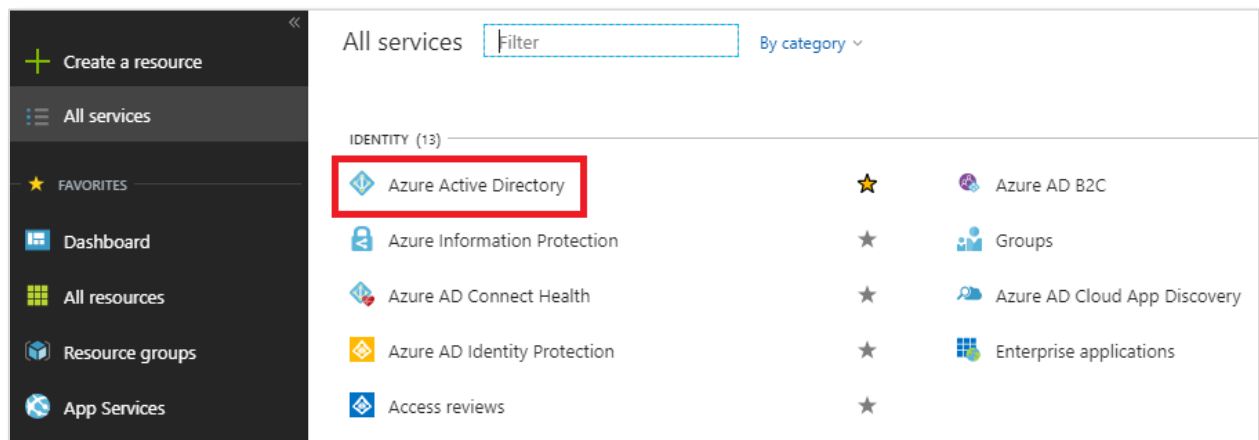 «
Create a resource
All services
FAVORITES
Dashboard
All resources
Resource groups
App Services
All services
Filter
By category
IDENTITY (13)
Azure Active Directory
Azure AD B2C
Azure Information Protection
Groups
Azure AD Connect Health
Azure AD Cloud App Discovery
Azure AD Identity Protection
Enterprise applications
Access reviews